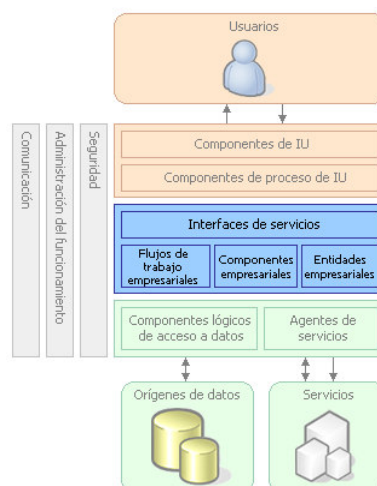 Usuarios
Comunicación
Administración del funcionamiento
Seguridad
Componentes de IU
Componentes de proceso de IU
Interfaces de servicios
Flujos de
trabajo
empresariales
Componentes
empresariales
Entidades
empresariales
Componentes lógicos
de acceso a datos
Agentes de
servicios
Orígenes de datos
Servicios